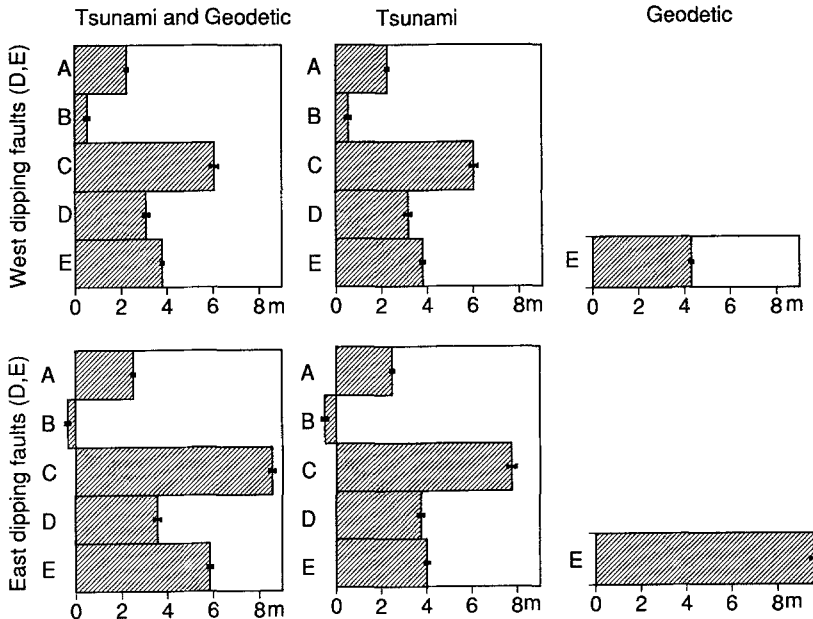 Tsunami and Geodetic
Tsunami
Geodetic
West dipping faults (D,E)
A
B
C
D
E
0 2 4 6 8m
A
B
C
D
E
0 2 4 6 8m
E
0 2 4 6 8m
East dipping faults (D,E)
A
B
C
D
E
0 2 4 6 8m
A
B
C
D
E
0 2 4 6 8m
E
0 2 4 6 8m